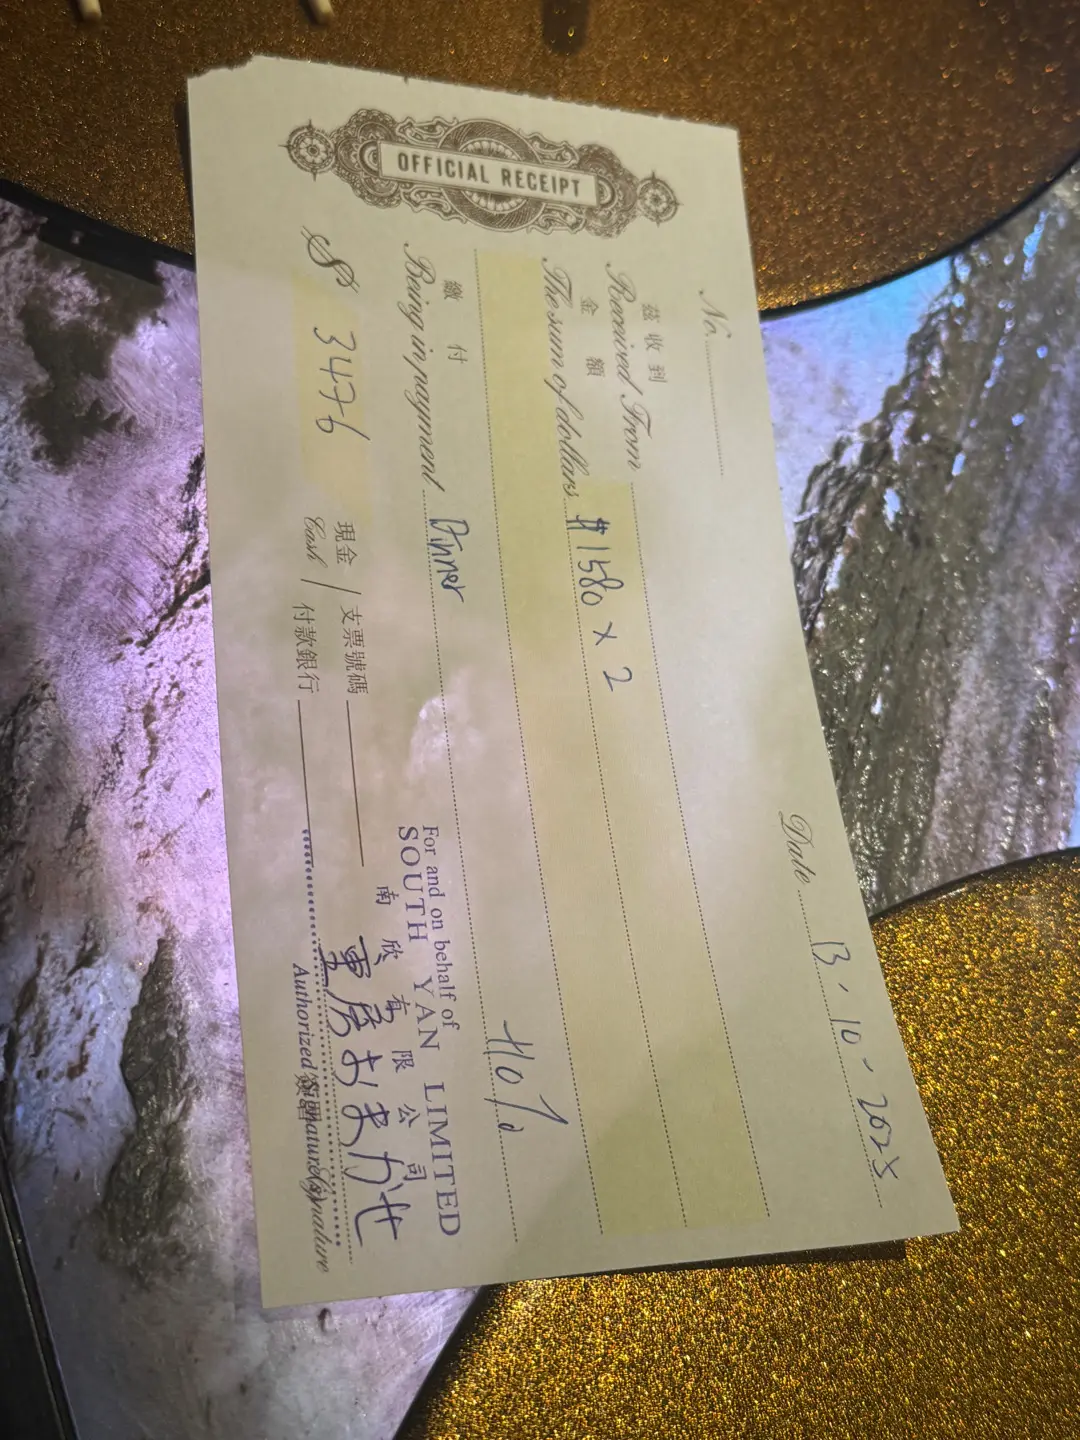 OFFICIAL RECEIPT
No.
Date 13.10-2025
茲收到
Received From
金額
The sum of dollars $1580 x 2
繳付
Being in payment Dinner
+10%
$ 3476/
現金 / 支票號碼
Cash
付款銀行
For and on behalf of
SOUTH YAN LIMITED
南欣有限公司
Authorized Signature(s)